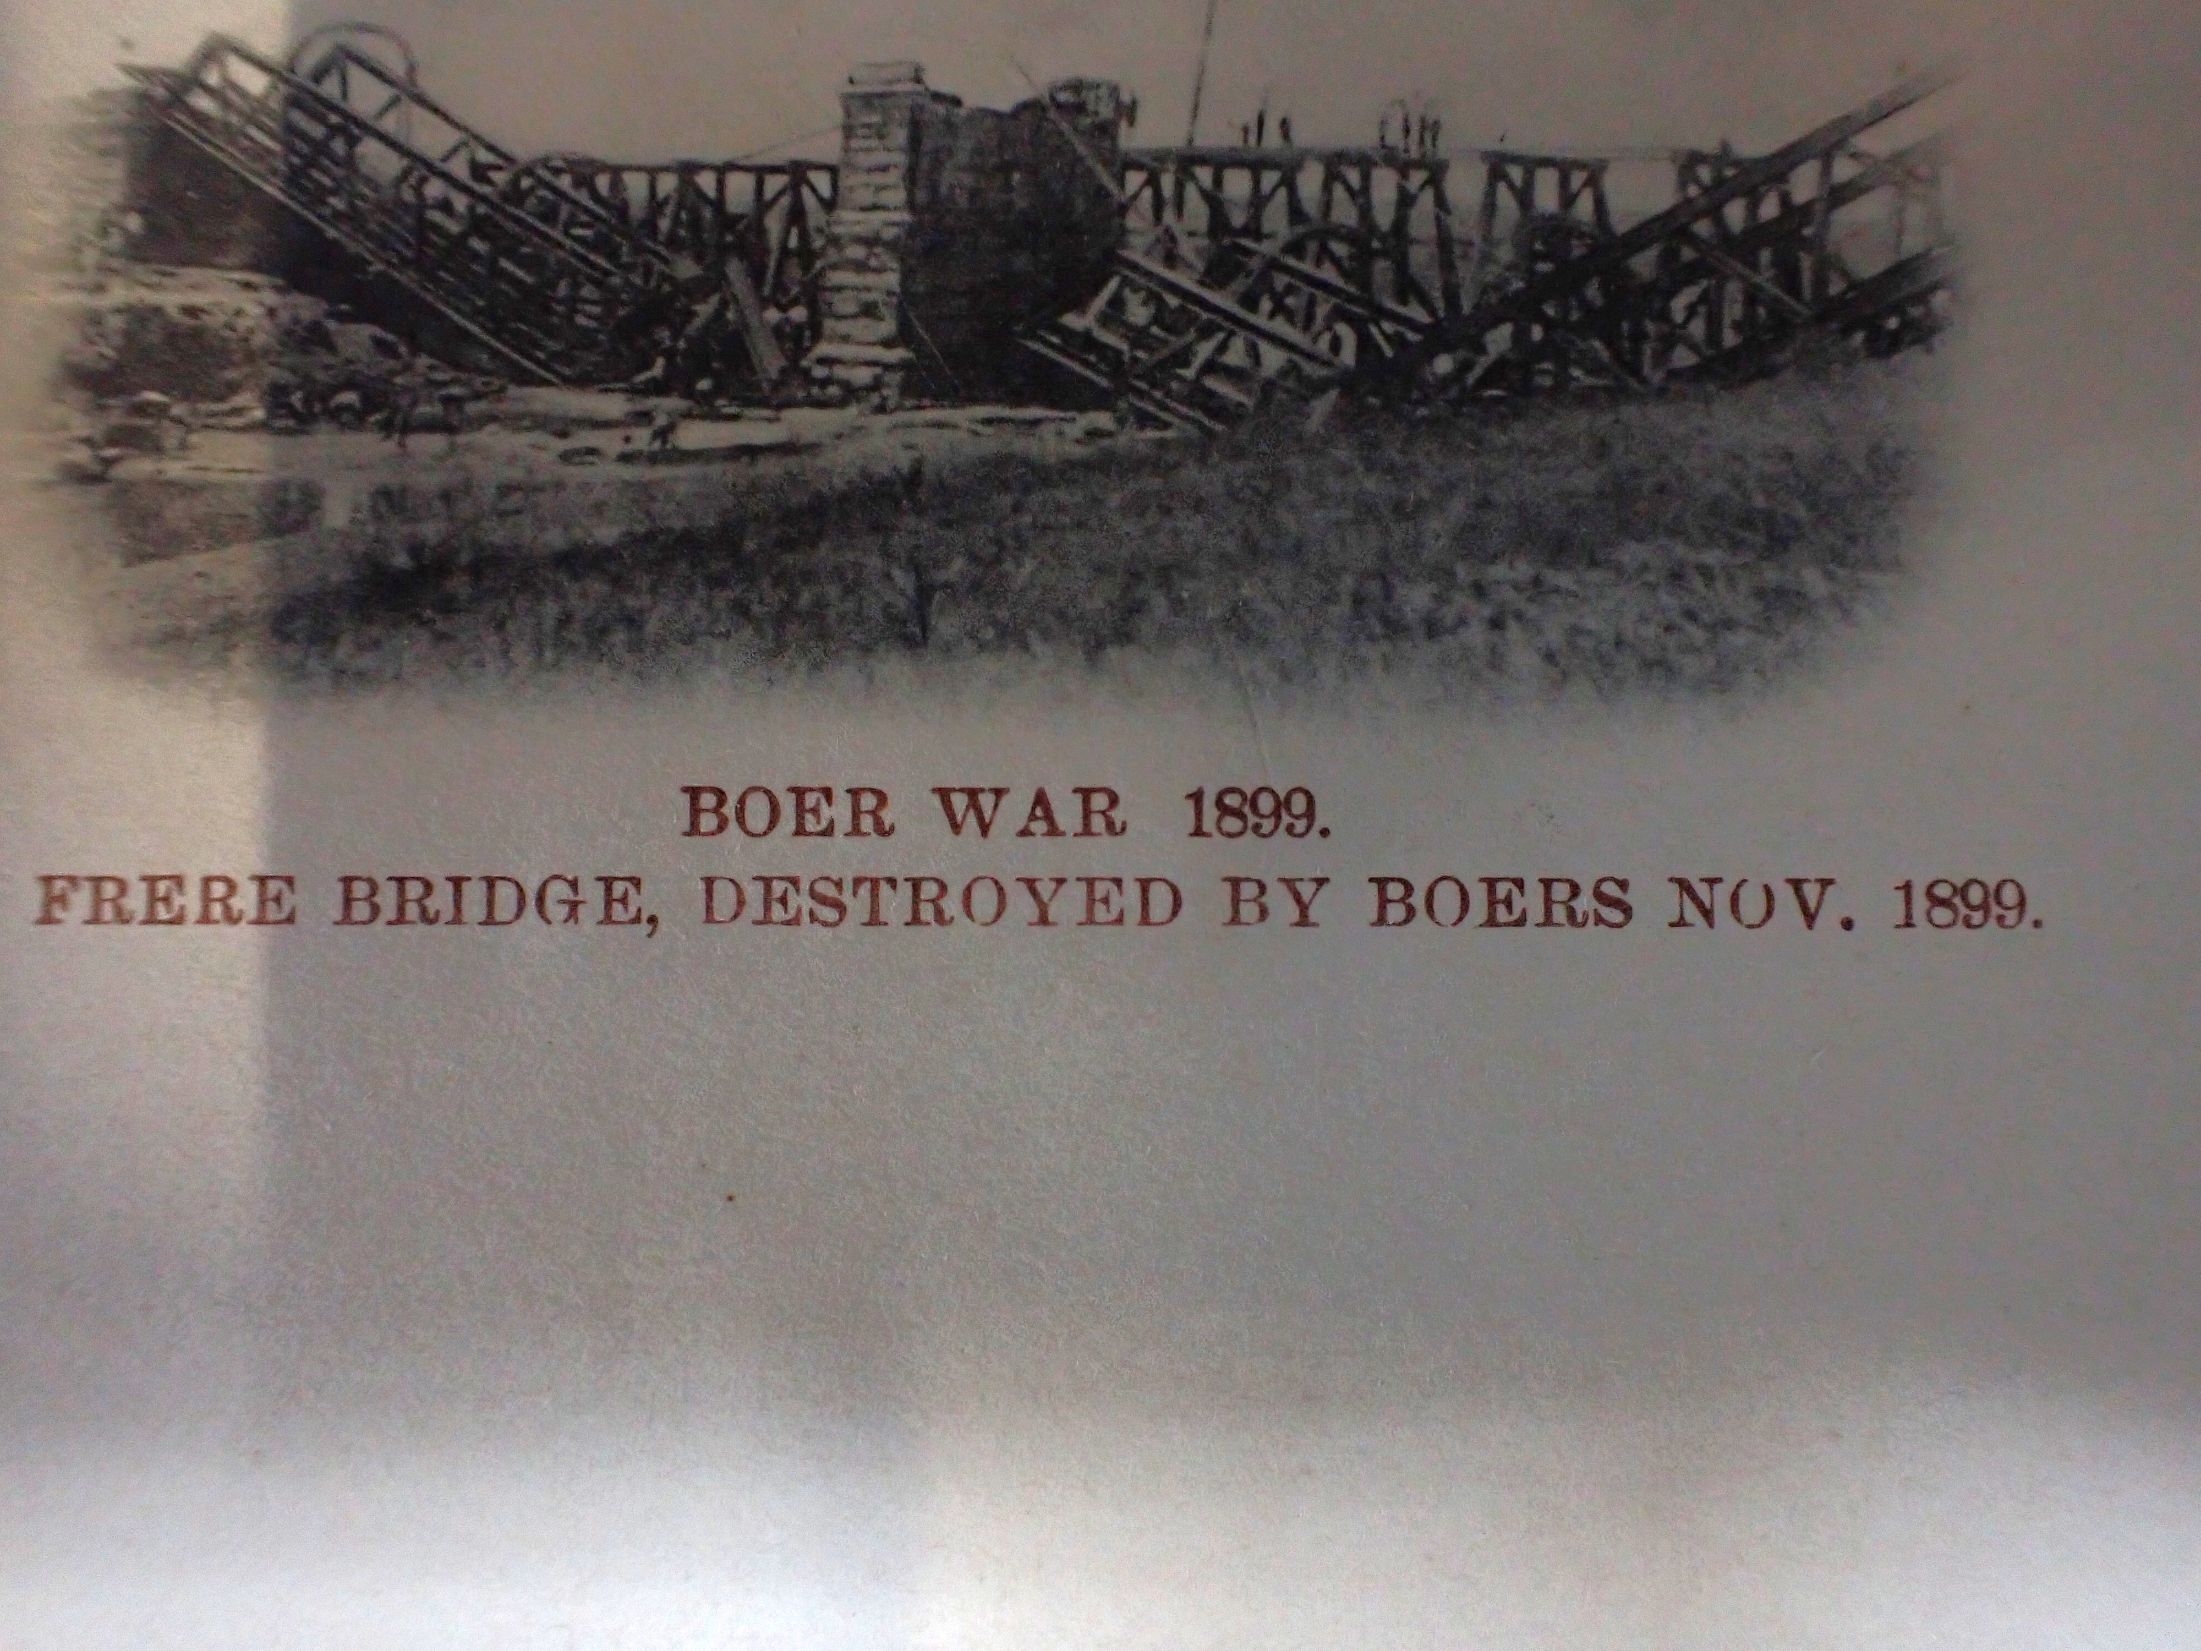 BOER WAR 1899.
FRERE BRIDGE, DESTROYED BY BOERS NOV. 1899.